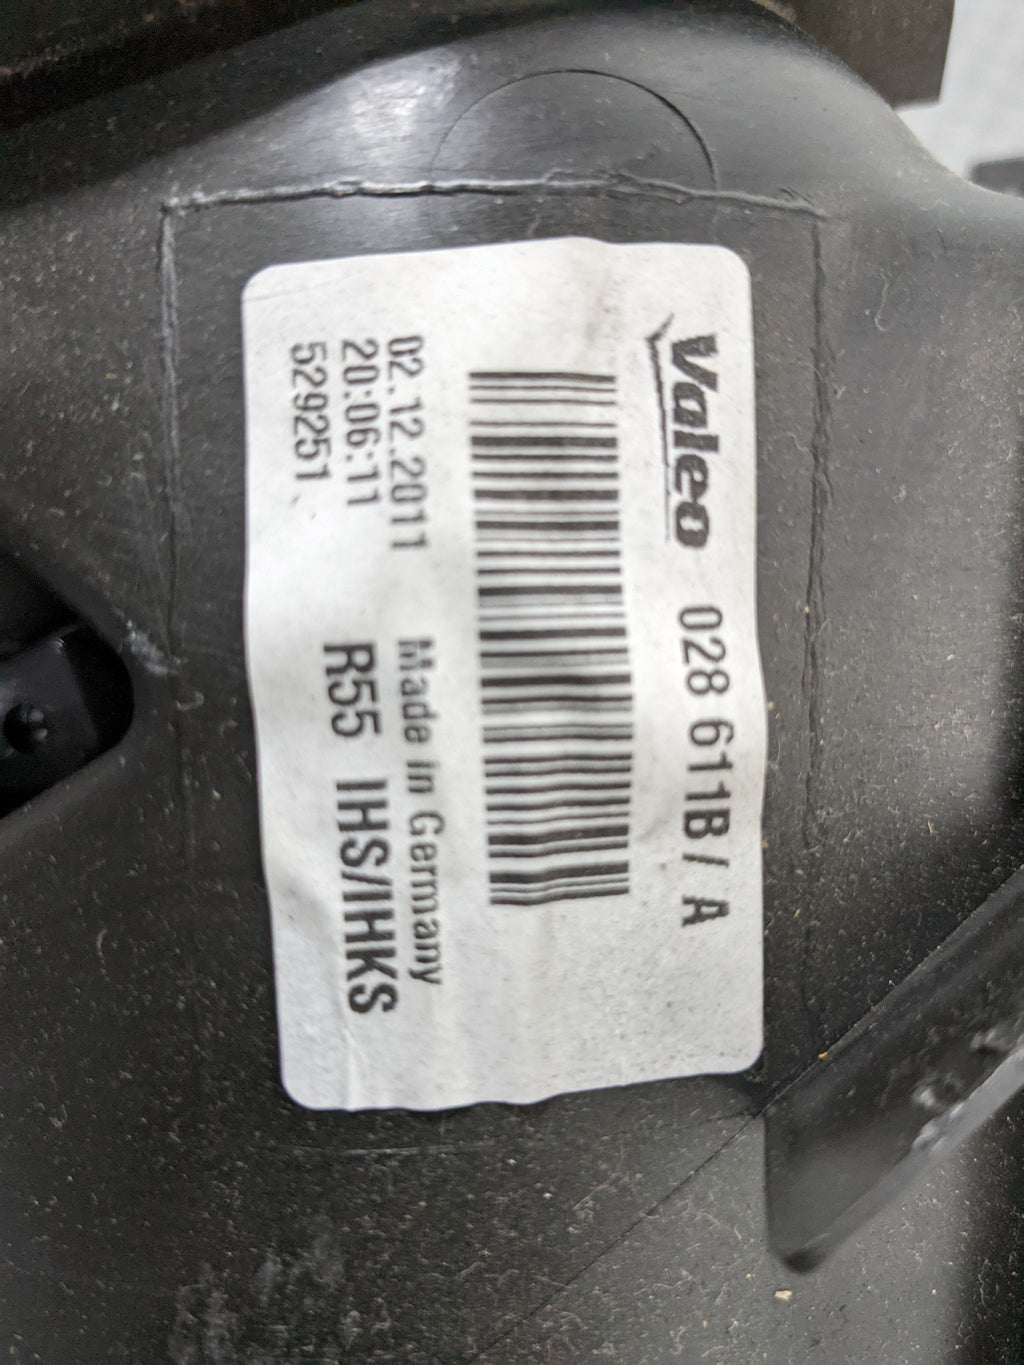 Valeo 028 611B / A
02.12.2011 Made in Germany
20:06:11 R55 IHS/IHKS
529251